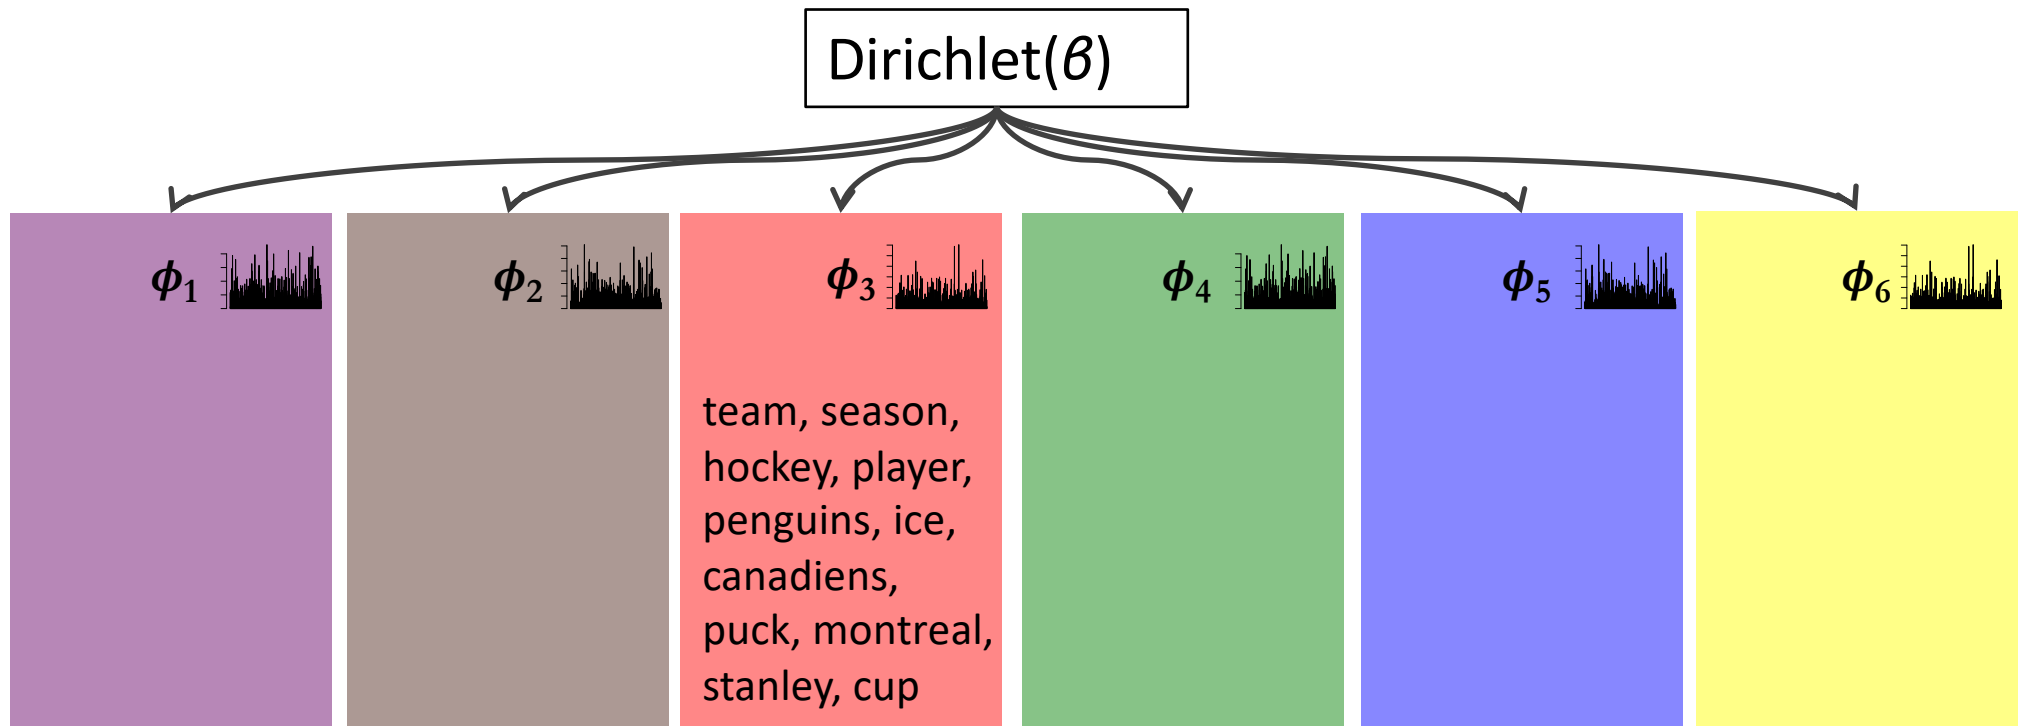 Dirichlet(β)
ϕ₁
ϕ₂
ϕ₃
ϕ₄
ϕ₅
ϕ₆
team, season,
hockey, player,
penguins, ice,
canadiens,
puck, montreal,
stanley, cup